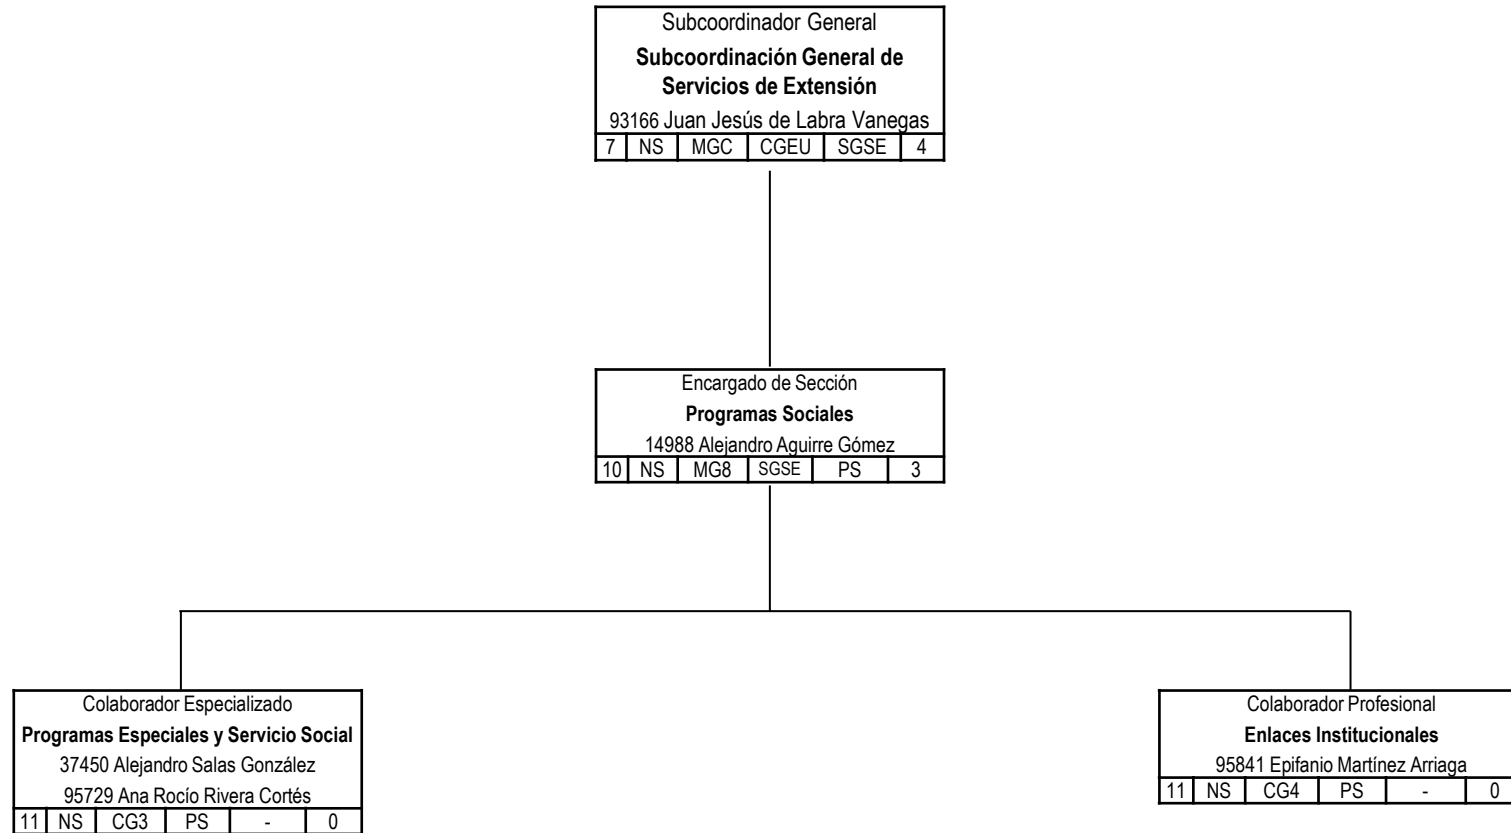 Subcoordinador General
Subcoordinación General de
Servicios de Extensión
93166 Juan Jesús de Labra Vanegas
7 NS MGC CGEU SGSE 4
Encargado de Sección
Programas Sociales
14988 Alejandro Aguirre Gómez
10 NS MG8 SGSE PS 3
Colaborador Especializado
Programas Especiales y Servicio Social
37450 Alejandro Salas González
95729 Ana Rocío Rivera Cortés
11 NS CG3 PS - 0
Colaborador Profesional
Enlaces Institucionales
95841 Epifanio Martínez Arriaga
11 NS CG4 PS - 0